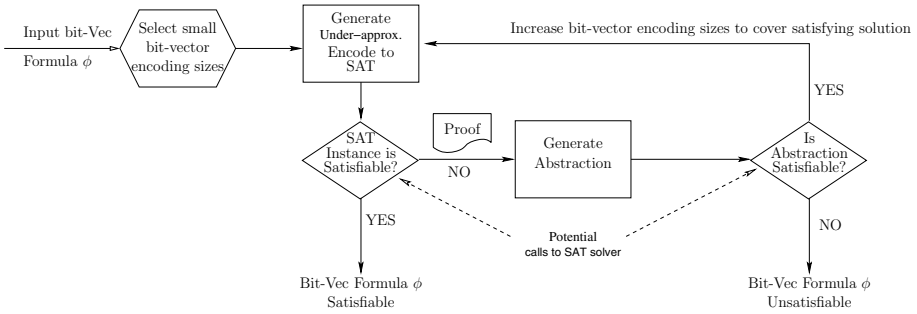 Input bit-Vec
Formula ϕ
Select small
bit-vector
encoding sizes
Generate
Under−approx.
Encode to
SAT
Increase bit-vector encoding sizes to cover satisfying solution
YES
SAT
Instance is
Satisfiable?
Proof
NO
Generate
Abstraction
Is
Abstraction
Satisfiable?
YES
NO
Potential
calls to SAT solver
Bit-Vec Formula ϕ
Satisfiable
Bit-Vec Formula ϕ
Unsatisfiable